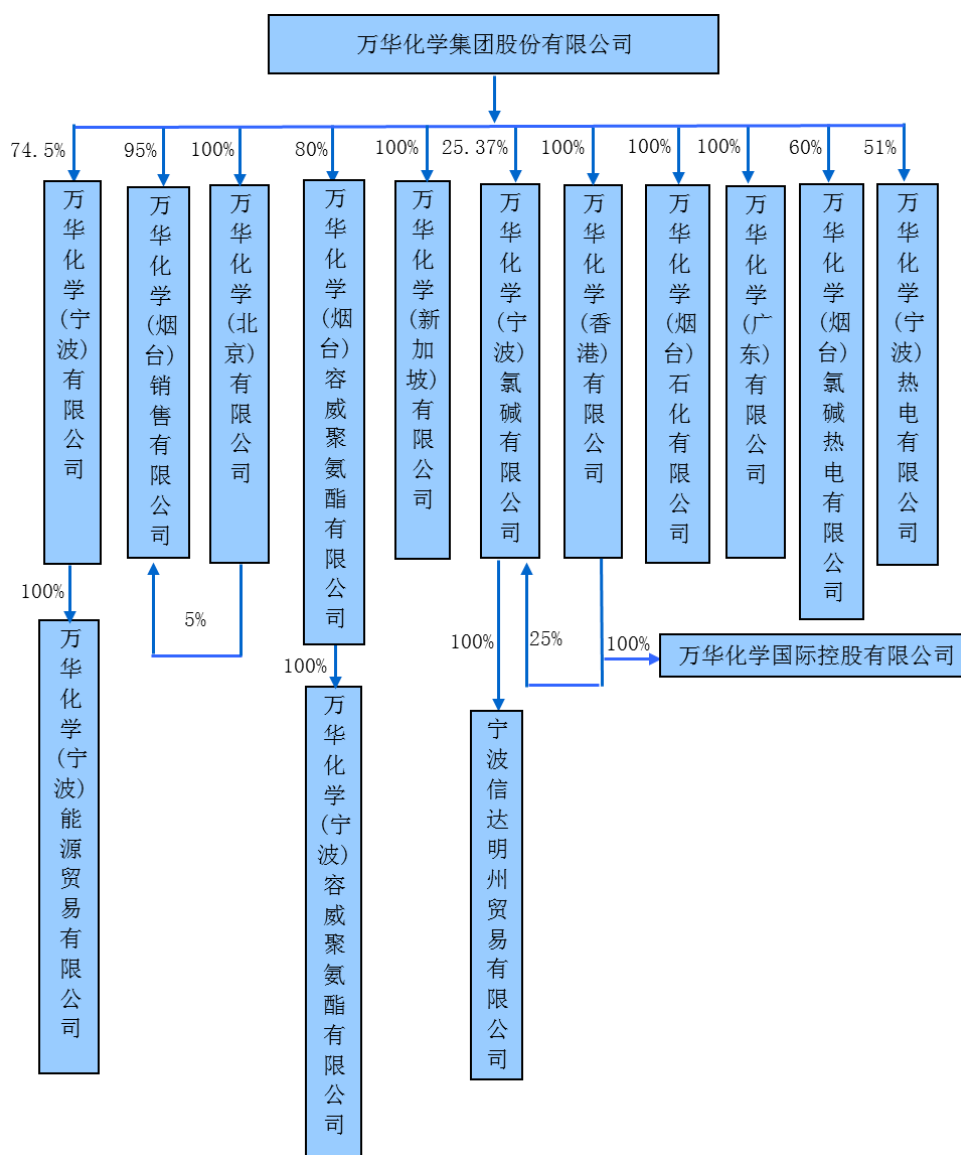 万华化学集团股份有限公司
74.5%
95%
100%
80%
100%
25.37%
100%
100%
100%
60%
51%
万华化学(宁波)有限公司
万华化学(烟台)销售有限公司
万华化学(北京)有限公司
万华化学(烟台)容威聚氨酯有限公司
万华化学(新加坡)有限公司
万华化学(宁波)氯碱有限公司
万华化学(香港)有限公司
万华化学(烟台)石化有限公司
万华化学(广东)有限公司
万华化学(烟台)氯碱热电有限公司
万华化学(宁波)热电有限公司
100%
5%
100%
100%
25%
100%
万华化学国际控股有限公司
万华化学(宁波)能源贸易有限公司
万华化学(宁波)容威聚氨酯有限公司
宁波信达明州贸易有限公司